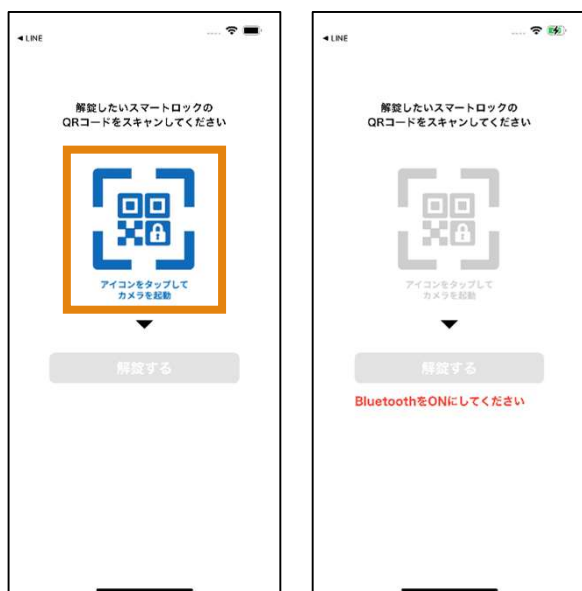 ◀ LINE
解錠したいスマートロックの
QRコードをスキャンしてください
アイコンをタップして
カメラを起動
解錠する
◀ LINE
解錠したいスマートロックの
QRコードをスキャンしてください
アイコンをタップして
カメラを起動
解錠する
BluetoothをONにしてください